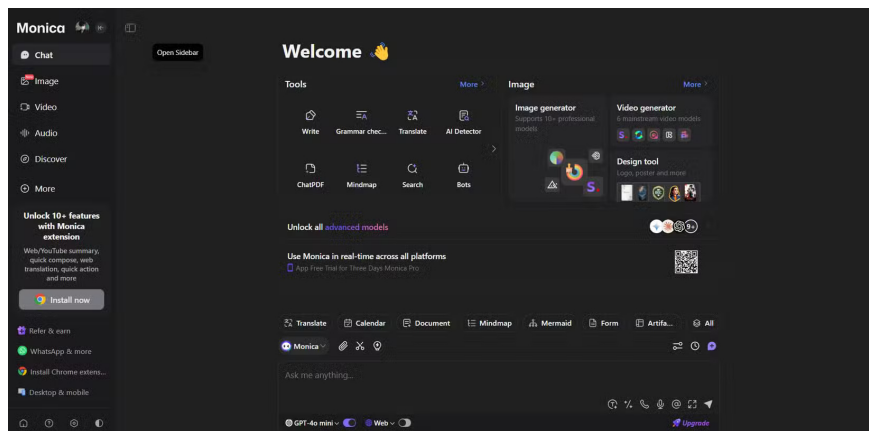 Monica
Open Sidebar
Chat
Image
Video
Audio
Discover
More
Unlock 10+ features
with Monica
extension
Web/YouTube summary,
quick compose, web
translation, quick action
and more
Install now
Refer & earn
WhatsApp & more
Install Chrome extens...
Desktop & mobile
Welcome
Tools
More
Write
Grammar chec...
Translate
AI Detector
ChatPDF
Mindmap
Search
Bots
Image
More
Image generator
Supports 10+ professional
models
Video generator
6 mainstream video models
Design tool
Logo, poster and more
Unlock all advanced models
9+
Use Monica in real-time across all platforms
App Free Trial for Three Days Monica Pro
Translate
Calendar
Document
Mindmap
Mermaid
Form
Artifa...
All
Monica
Ask me anything...
GPT-4o mini
Web
Upgrade